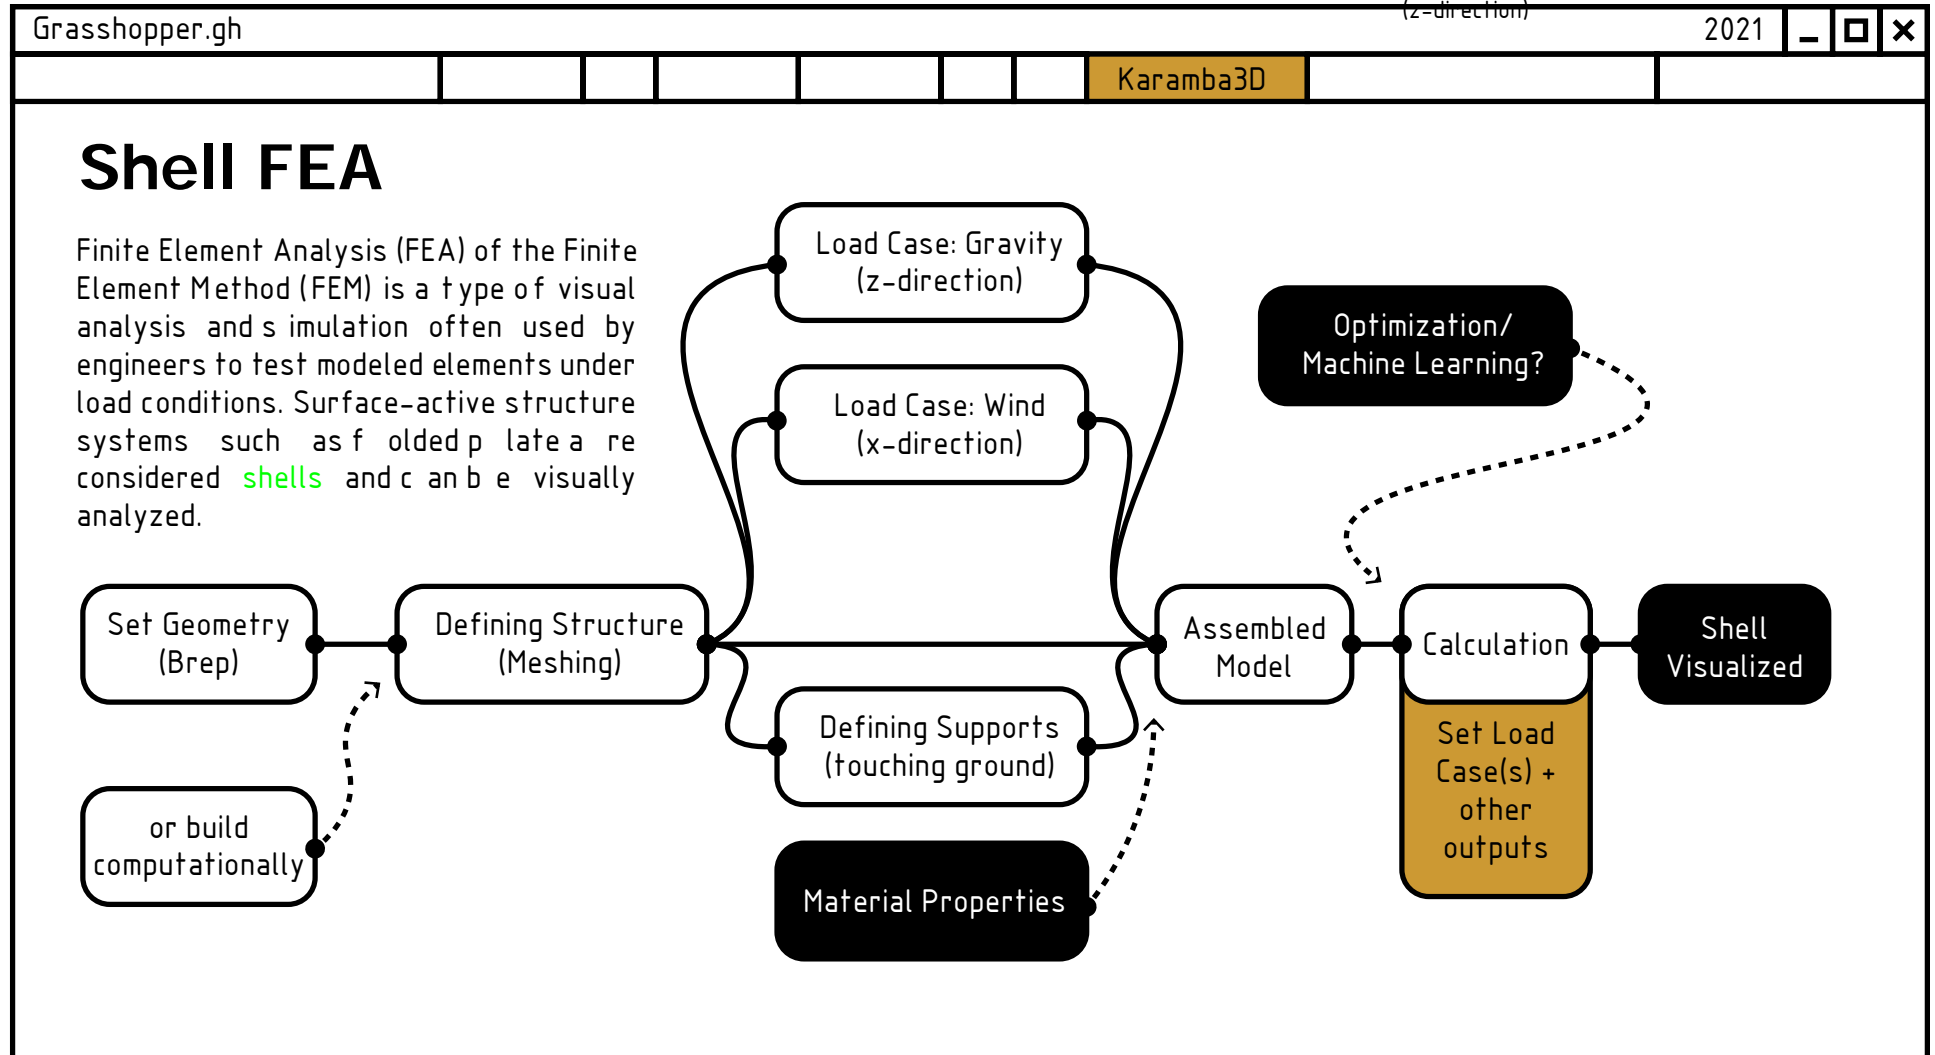 (z-direction)
Grasshopper.gh
2021
Karamba3D
Shell FEA
Finite Element Analysis (FEA) of the Finite
Element Method (FEM) is a type of visual
analysis and simulation often used by
engineers to test modeled elements under
load conditions. Surface-active structure
systems such as folded plate are
considered shells and can be visually
analyzed.
Load Case: Gravity
(z-direction)
Load Case: Wind
(x-direction)
Optimization/
Machine Learning?
Set Geometry
(Brep)
Defining Structure
(Meshing)
Assembled
Model
Calculation
Shell
Visualized
Defining Supports
(touching ground)
Set Load
Case(s) +
other
outputs
or build
computationally
Material Properties